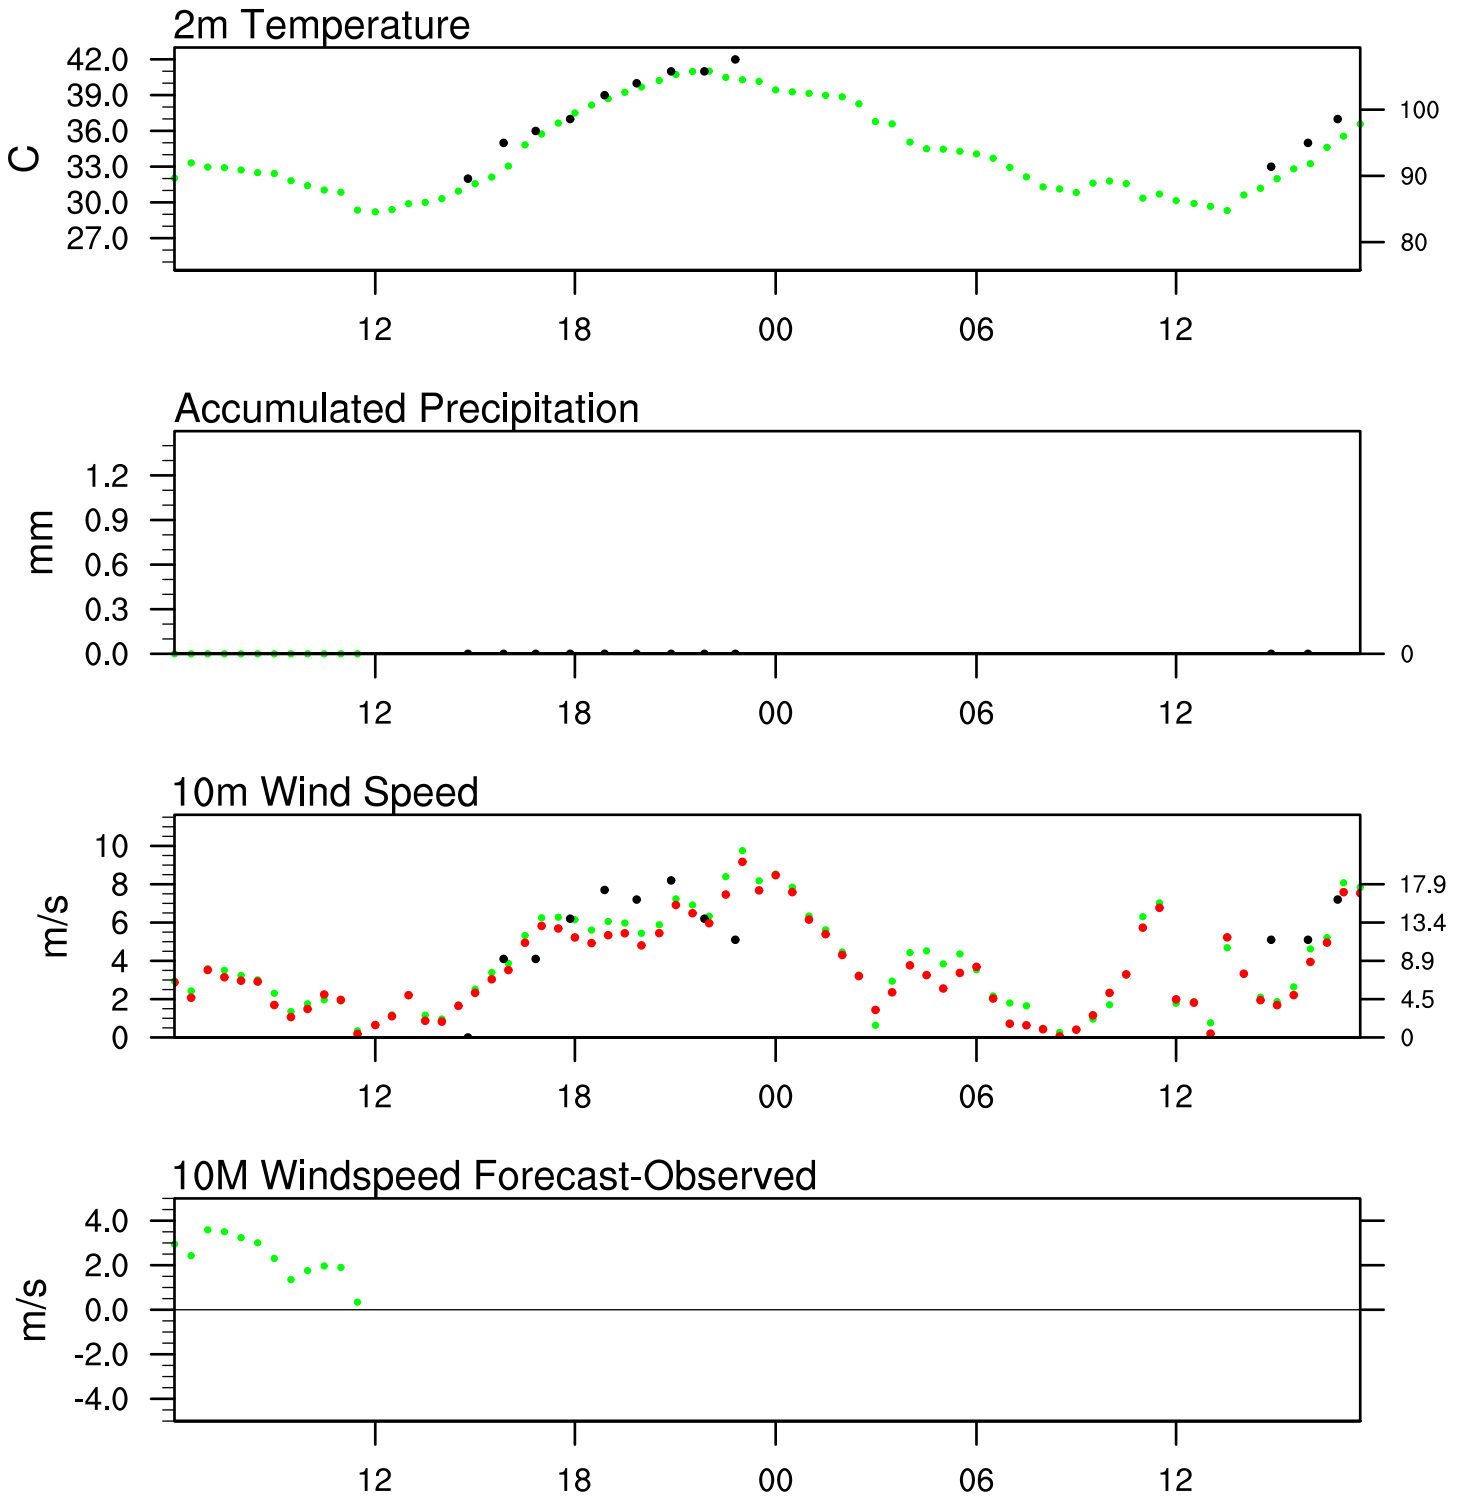 2m Temperature
C
42.0
39.0
36.0
33.0
30.0
27.0
100
90
80
12 18 00 06 12
Accumulated Precipitation
mm
1.2
0.9
0.6
0.3
0.0
0
12 18 00 06 12
10m Wind Speed
m/s
10
8
6
4
2
0
17.9
13.4
8.9
4.5
0
12 18 00 06 12
10M Windspeed Forecast-Observed
m/s
4.0
2.0
0.0
-2.0
-4.0
12 18 00 06 12